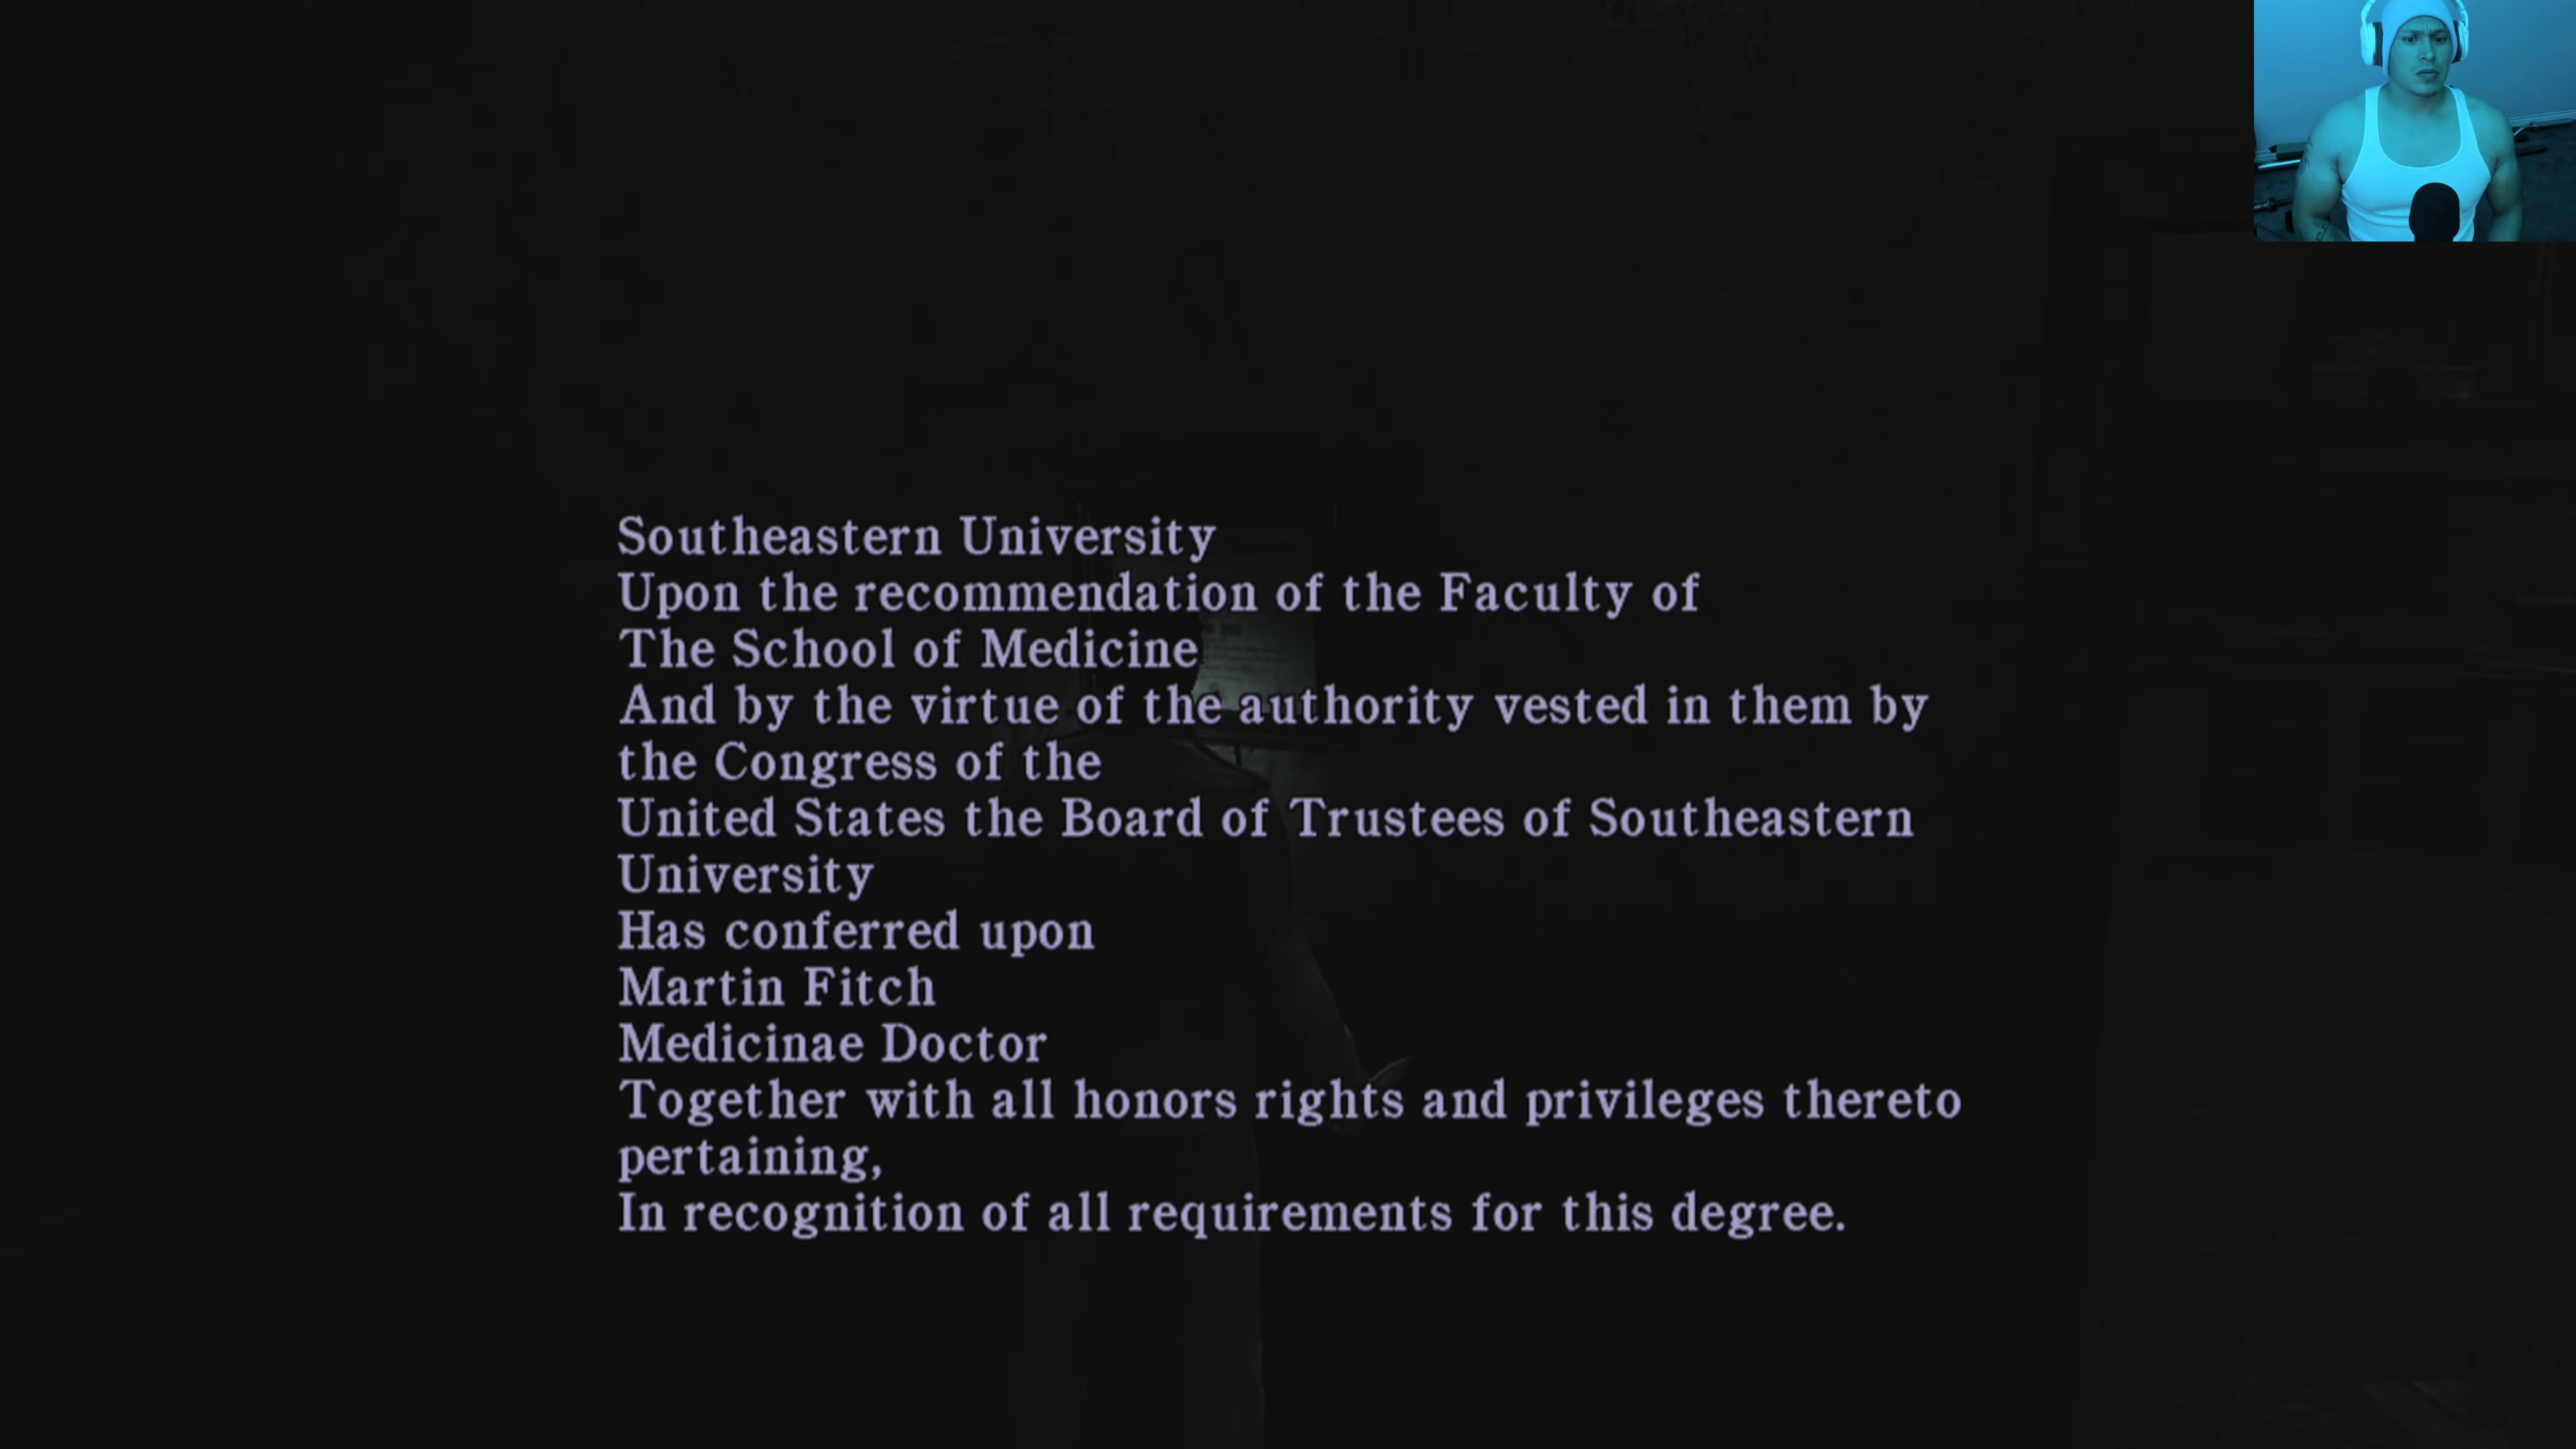 Southeastern University
Upon the recommendation of the Faculty of
The School of Medicine
And by the virtue of the authority vested in them by
the Congress of the
United States the Board of Trustees of Southeastern
University
Has conferred upon
Martin Fitch
Medicinae Doctor
Together with all honors rights and privileges thereto
pertaining,
In recognition of all requirements for this degree.